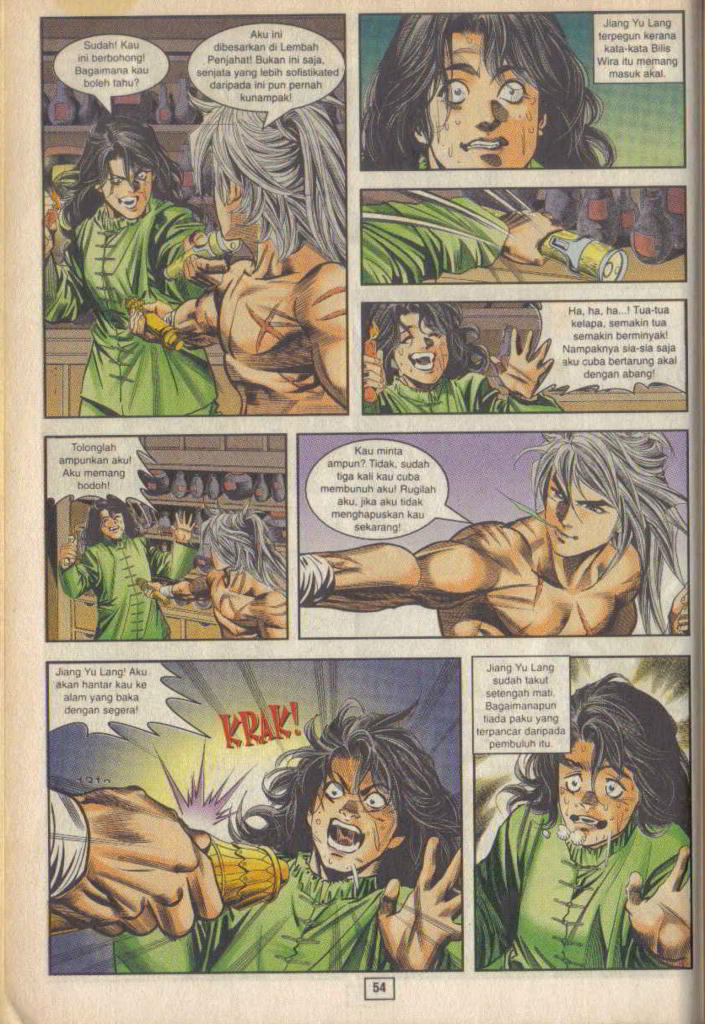 Sudah! Kau
ini berbohong!
Bagaimana kau
boleh tahu?
Aku ini
dibesarkan di Lembah
Penjahat! Bukan ini saja,
senjata yang lebih sofistikated
daripada ini pun pernah
kunampak!
Jiang Yu Lang
terpegun kerana
kata-kata Bilis
Wira itu memang
masuk akal.
Ha, ha, ha...! Tua-tua
kelapa, semakin tua
semakin berminyak!
Nampaknya sia-sia saja
aku cuba bertarung akal
dengan abang!
Tolonglah
ampunkan aku!
Aku memang
bodoh!
Kau minta
ampun? Tidak, sudah
tiga kali kau cuba
membunuh aku! Rugilah
aku, jika aku tidak
menghapuskan kau
sekarang!
Jiang Yu Lang! Aku
akan hantar kau ke
alam yang baka
dengan segera!
KRAK!
Jiang Yu Lang
sudah takut
setengah mati.
Bagaimanapun
tiada paku yang
terpancar daripada
pembuluh itu.
54